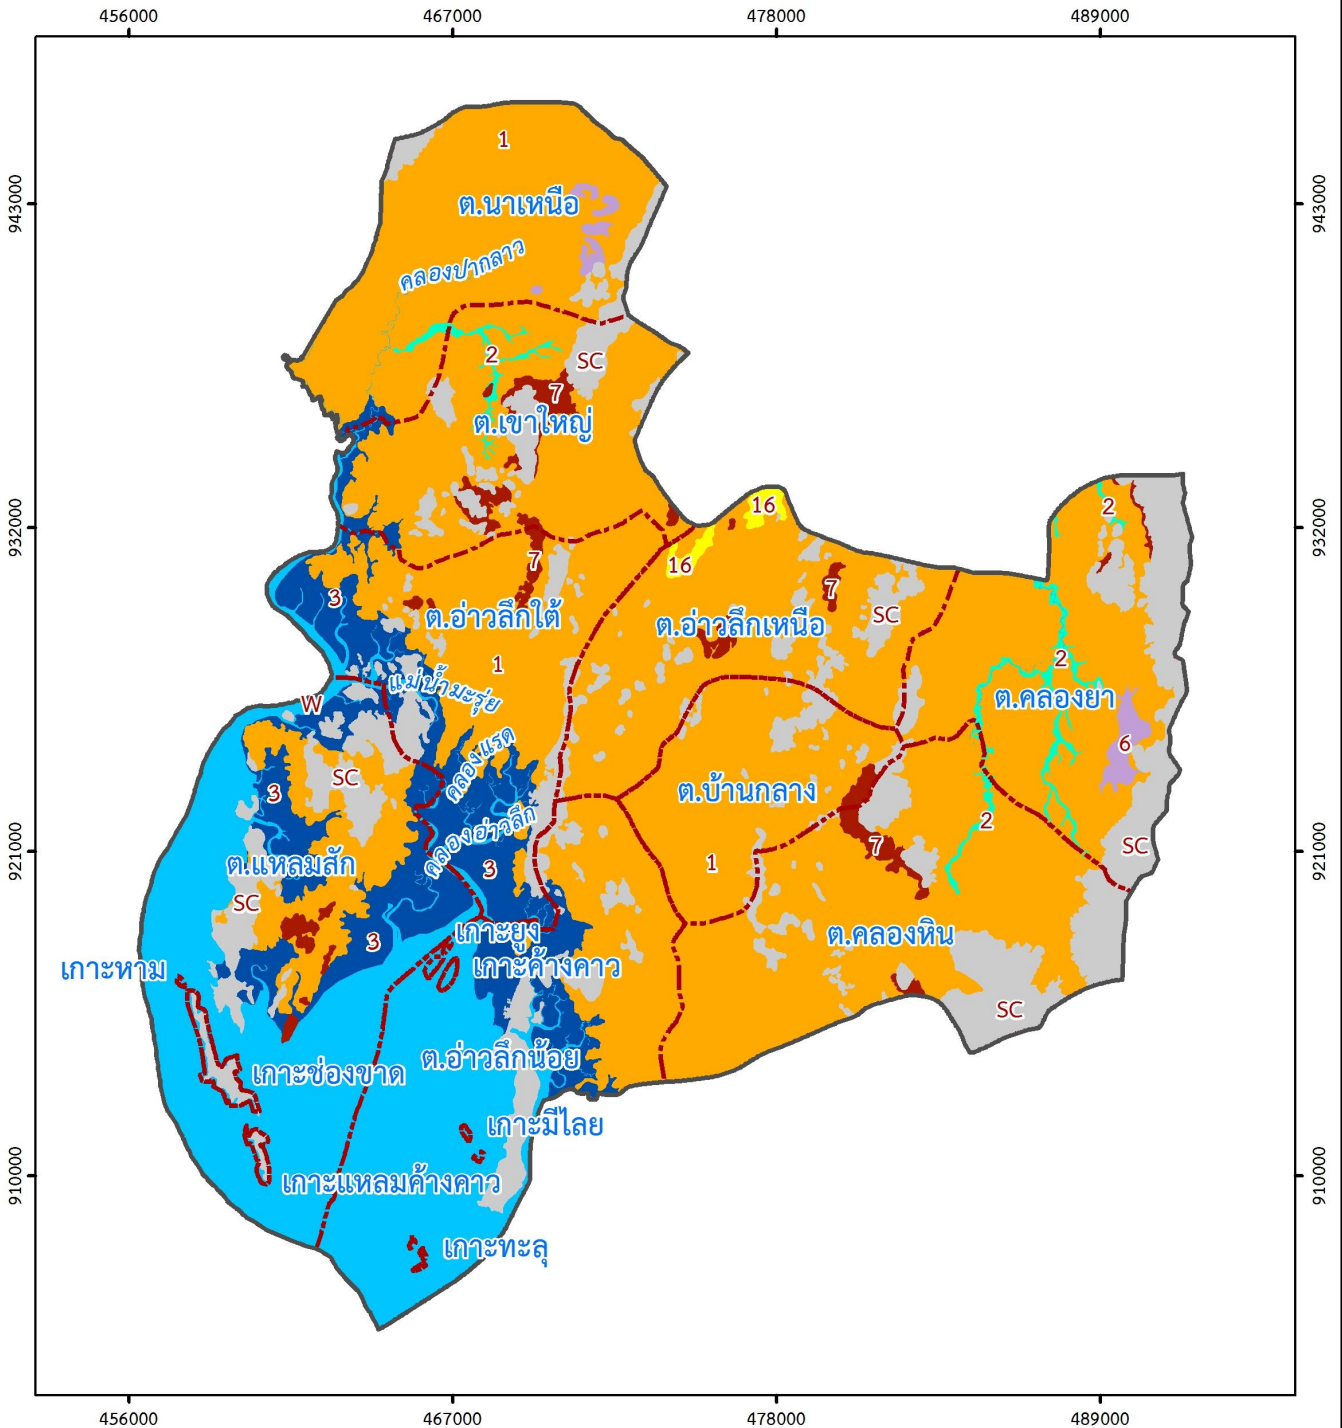 456000 467000 478000 489000
943000 943000
1
ต.นาเหนือ
คลองปากลาว
2
SC
7
ต.เขาใหญ่
16
2
932000 932000
7
16
7
3
SC
ต.อ่าวลึกใต้
ต.อ่าวลึกเหนือ
1
2
แม่น้ำมะรุ่ย
ต.คลองยา
W
คลองแรด
6
SC
3
ต.บ้านกลาง
2
คลองอ่าวลึก
SC
7
921000 921000
ต.แหลมสัก
3
1
SC
3
เกาะยูง
ต.คลองหิน
เกาะหาม
เกาะค้างคาว
SC
ต.อ่าวลึกน้อย
เกาะช่องขาด
เกาะมีไลย
910000 910000
เกาะแหลมค้างคาว
เกาะทะลุ
456000 467000 478000 489000